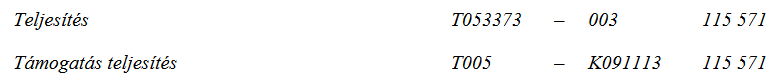 Teljesítés T053373 – 003 115 571
Támogatás teljesítés T005 – K091113 115 571